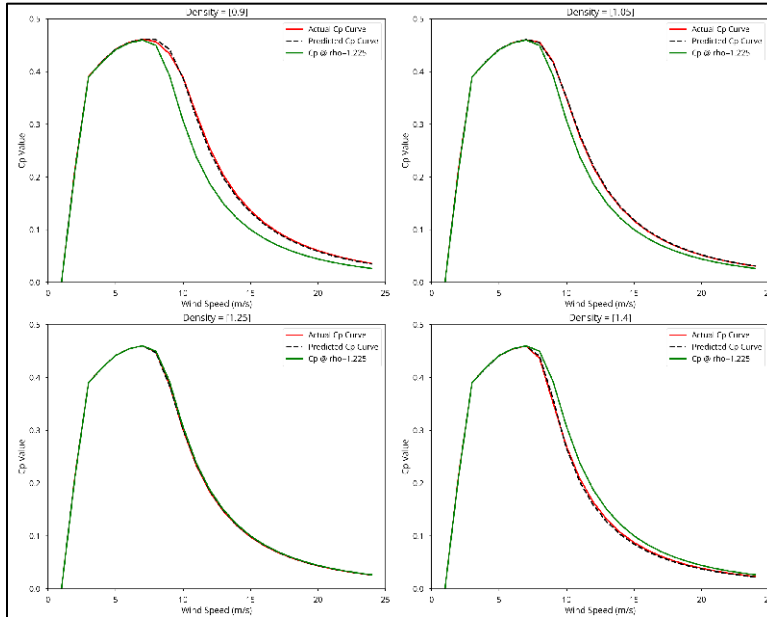 Density = [0.9]
0.5
0.4
0.3
0.2
0.1
0.0
Cp Value
0
5
10
15
20
25
Wind Speed (m/s)
Actual Cp Curve
Predicted Cp Curve
Cp @ rho=1.225
Density = [1.05]
0.5
0.4
0.3
0.2
0.1
0.0
Cp Value
0
5
10
15
20
Wind Speed (m/s)
Actual Cp Curve
Predicted Cp Curve
Cp @ rho=1.225
Density = [1.25]
0.5
0.4
0.3
0.2
0.1
0.0
Cp Value
0
5
10
15
20
25
Wind Speed (m/s)
Actual Cp Curve
Predicted Cp Curve
Cp @ rho=1.225
Density = [1.4]
0.5
0.4
0.3
0.2
0.1
0.0
Cp Value
0
5
10
15
20
Wind Speed (m/s)
Actual Cp Curve
Predicted Cp Curve
Cp @ rho=1.225